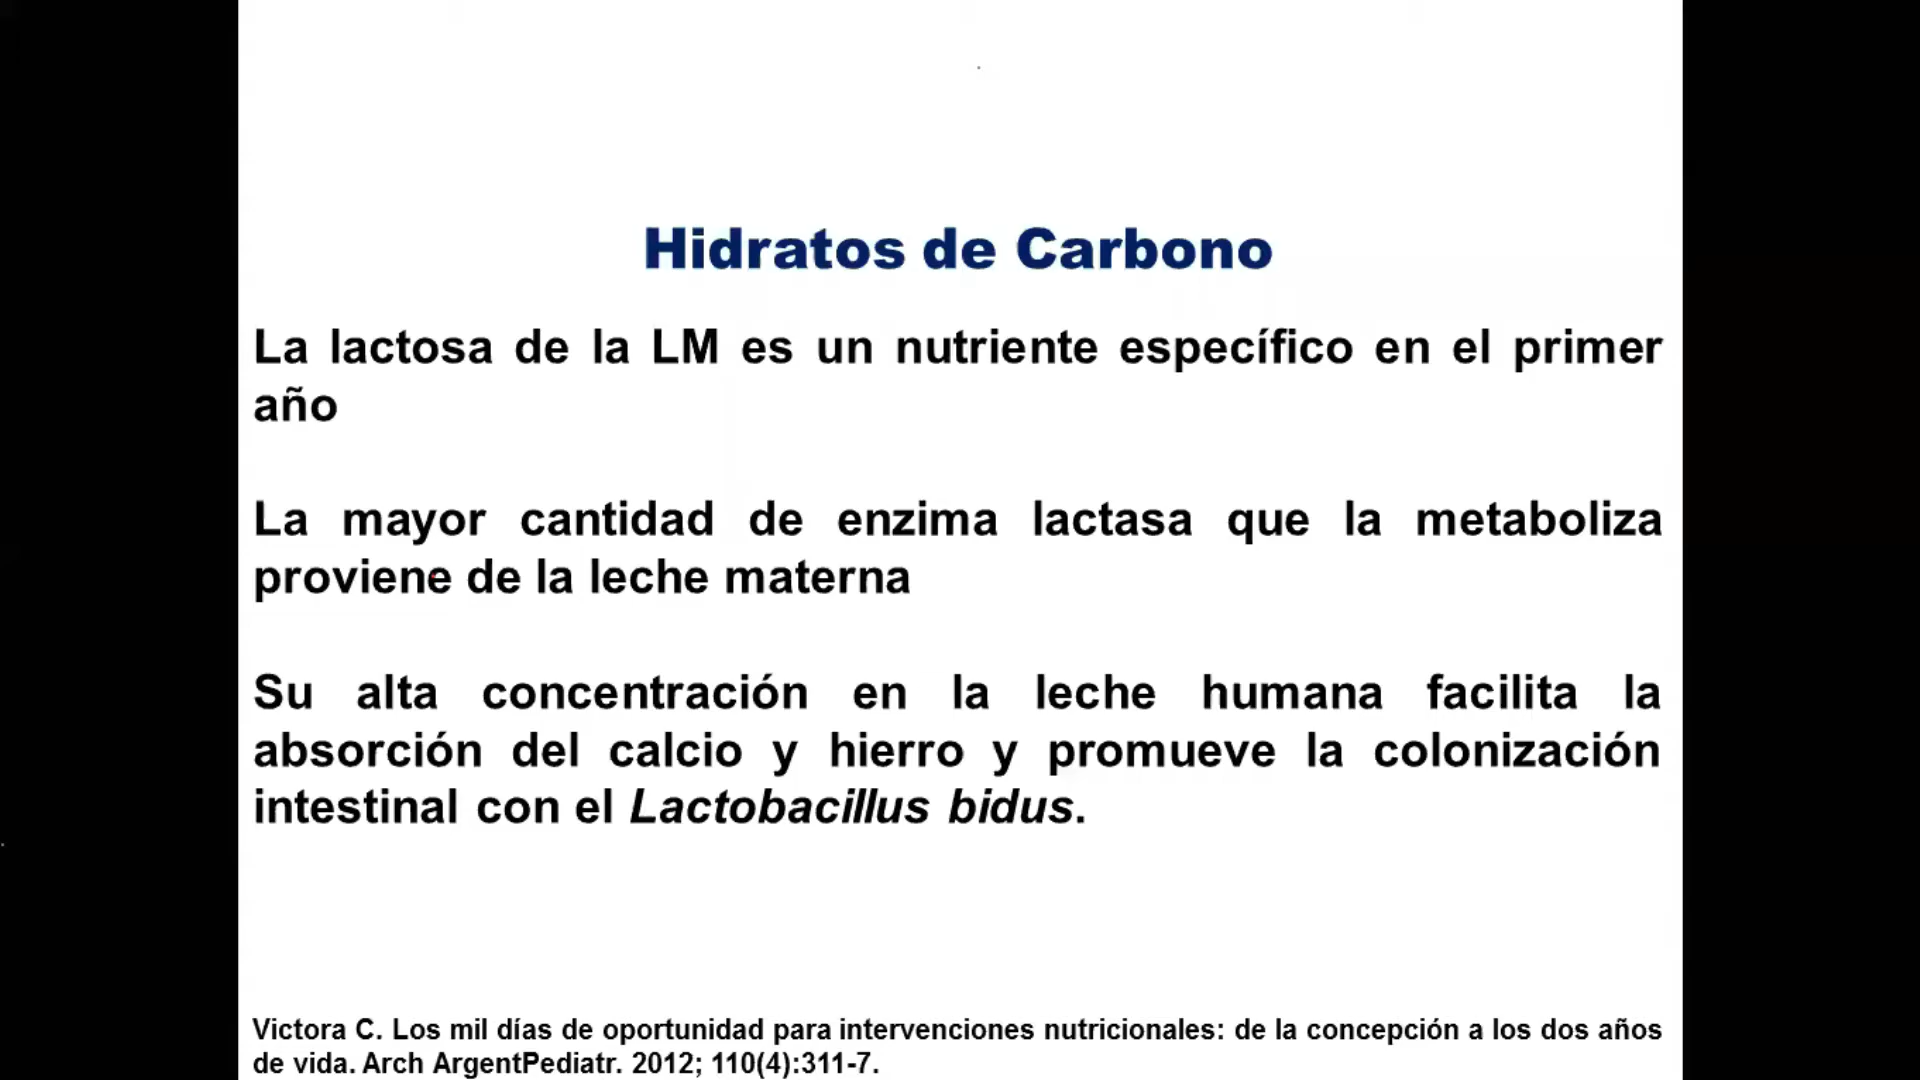 Hidratos de Carbono
La lactosa de la LM es un nutriente específico en el primer
año
La mayor cantidad de enzima lactasa que la metaboliza
proviene de la leche materna
Su alta concentración en la leche humana facilita la
absorción del calcio y hierro y promueve la colonización
intestinal con el Lactobacillus bidus.
Victora C. Los mil días de oportunidad para intervenciones nutricionales: de la concepción a los dos años
de vida. Arch ArgentPediatr. 2012; 110(4):311-7.